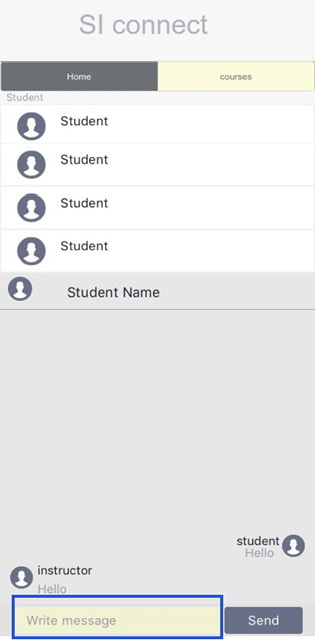 SI connect
Home courses
Student
Student
Student
Student
Student
Student Name
student
Hello
instructor
Hello
Write message Send